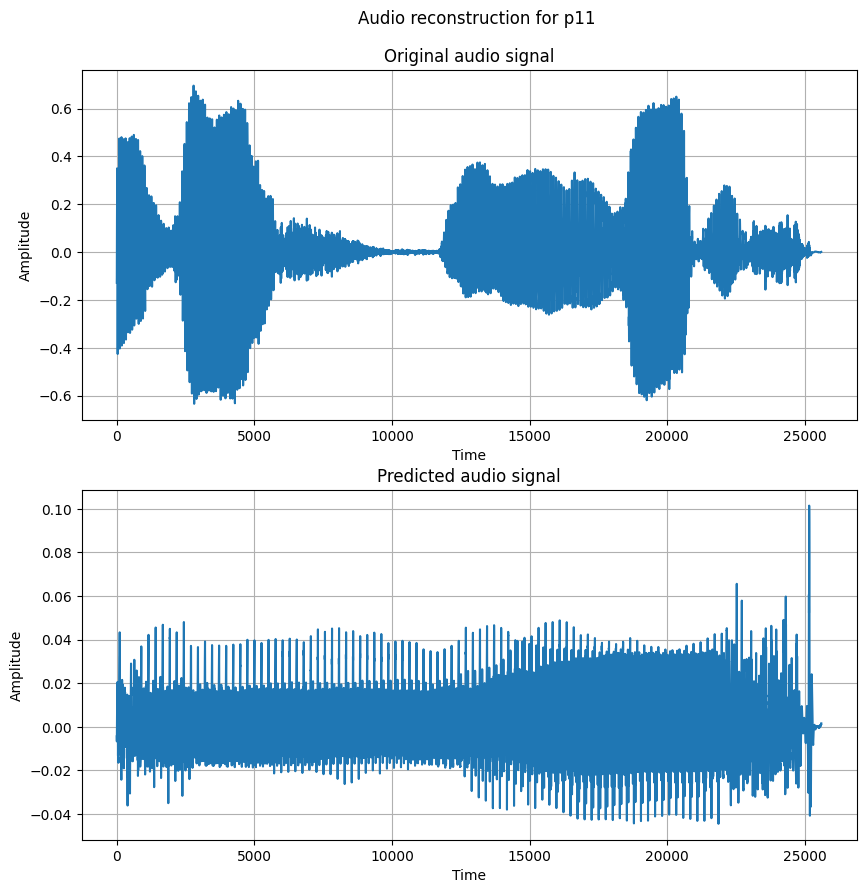 Audio reconstruction for p11
Original audio signal
0.6
0.4
0.2
0.0
−0.2
−0.4
−0.6
Amplitude
0 5000 10000 15000 20000 25000
Time
Predicted audio signal
0.10
0.08
0.06
0.04
0.02
0.00
−0.02
−0.04
Amplitude
0 5000 10000 15000 20000 25000
Time